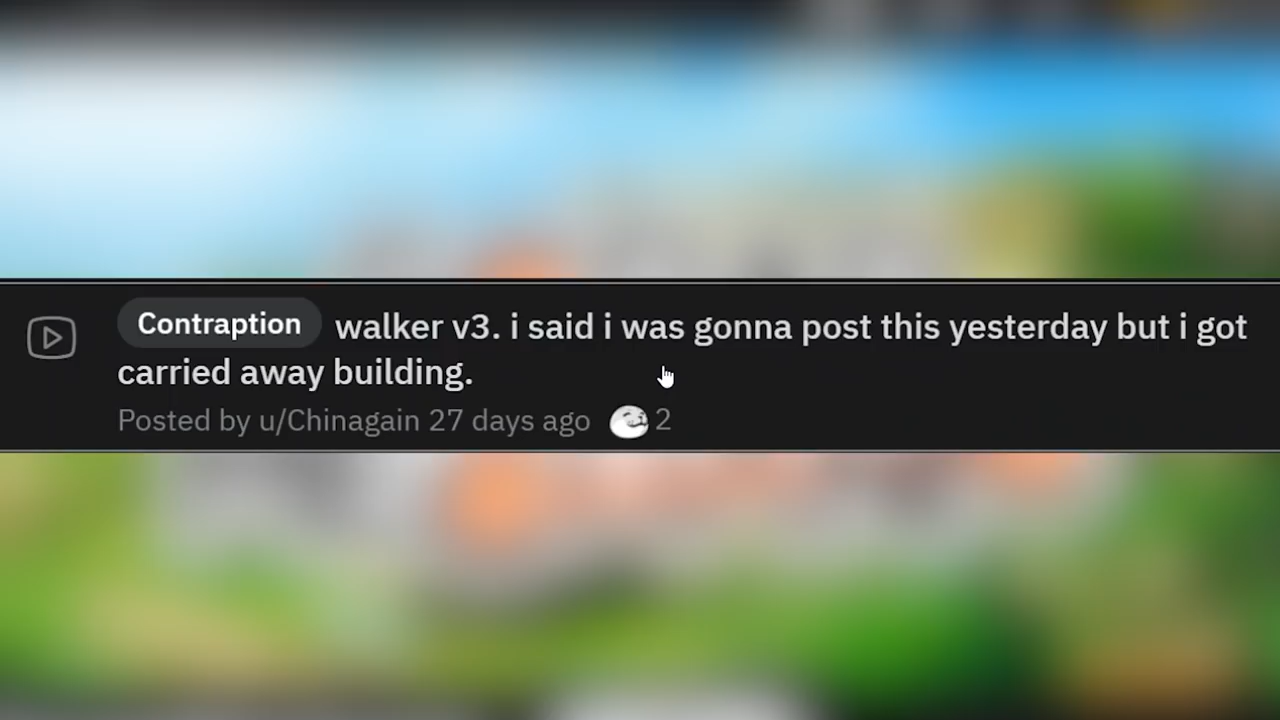 Contraption walker v3. i said i was gonna post this yesterday but i got
carried away building.
Posted by u/Chinagain 27 days ago 2